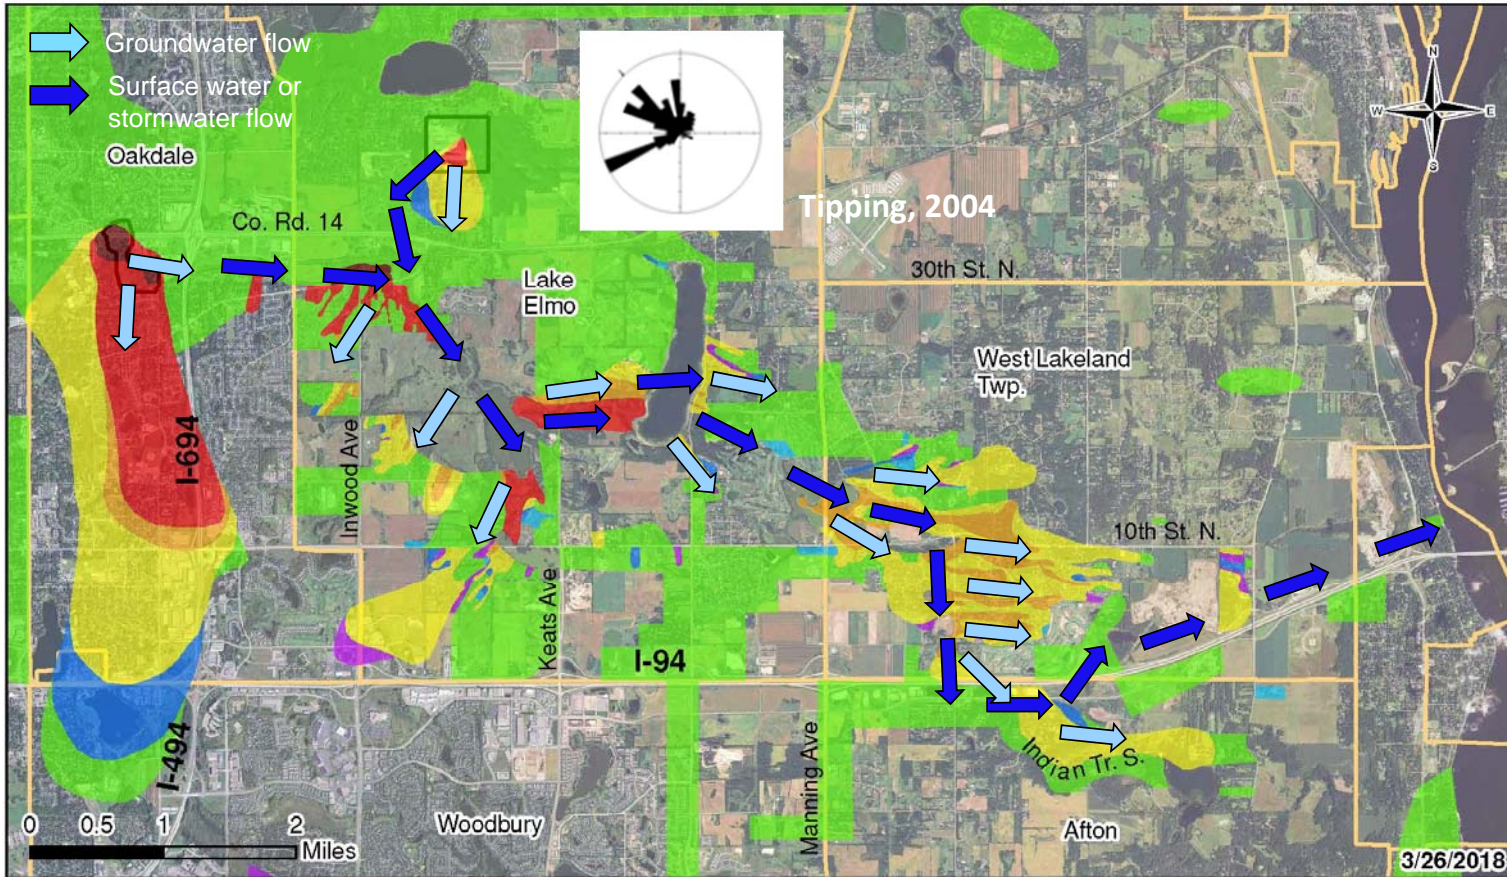 Groundwater flow
Surface water or
stormwater flow
Oakdale
Co. Rd. 14
Tipping, 2004
N
W
E
S
30th St. N.
Lake
Elmo
West Lakeland
Twp.
I-694
Inwood Ave
10th St. N.
Keats Ave
I-94
I-494
Manning Ave
Indian Tr. S.
Woodbury
Afton
0 0.5 1 2
Miles
3/26/2018